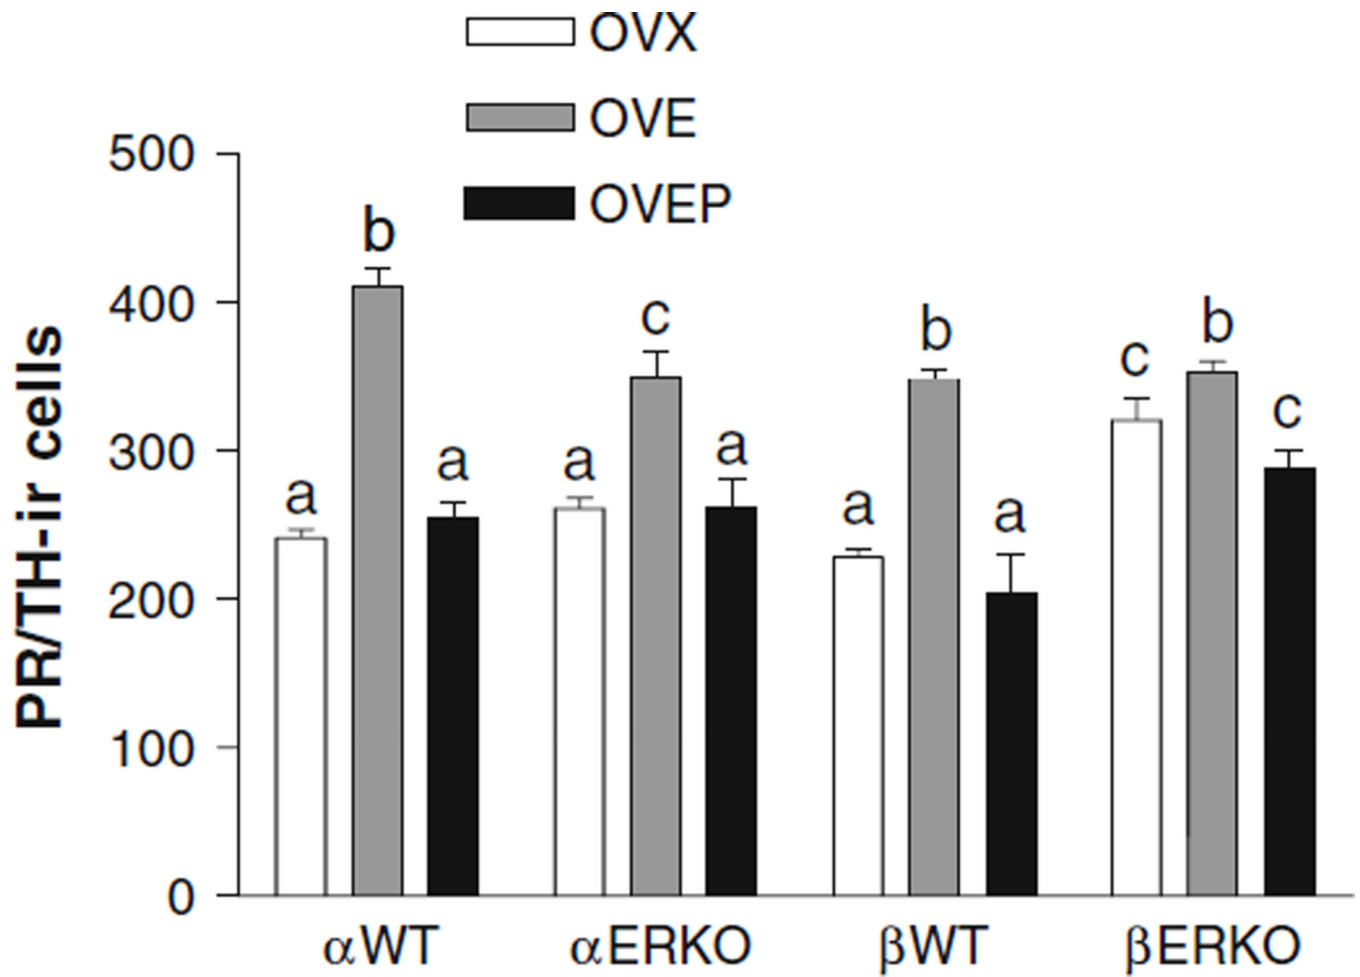 OVX
OVE
OVEP
PR/TH-ir cells
500
400
300
200
100
0
a
b
a
a
c
a
a
b
a
c
b
c
αWT
αERKO
βWT
βERKO